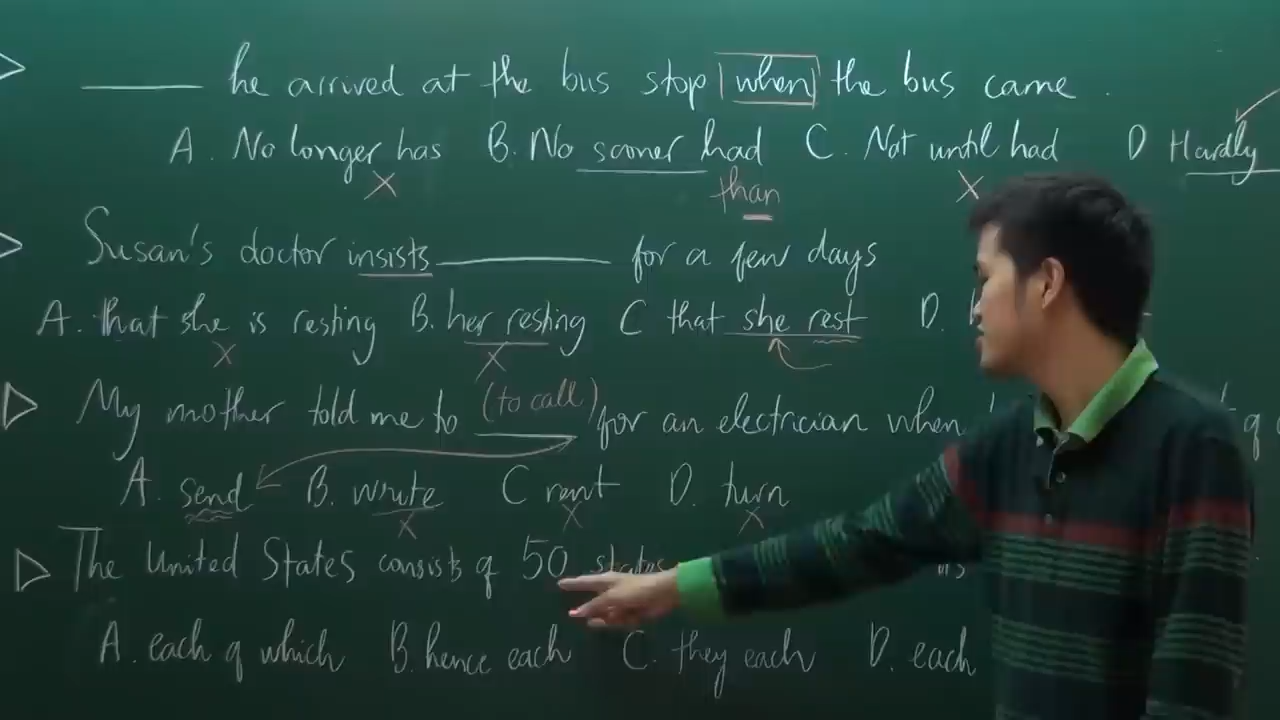 ____ he arrived at the bus stop when the bus came .
A. No longer has B. No sooner had C. Not until had D Hardly
than
Susan's doctor insists ____ for a few days
A. that she is resting B. her resting C that she rest D.
My mother told me to ____ (to call) for an electrician when
A. send B. write C rent D. turn
The United States consists of 50 states
A. each of which B. hence each C. they each D. each